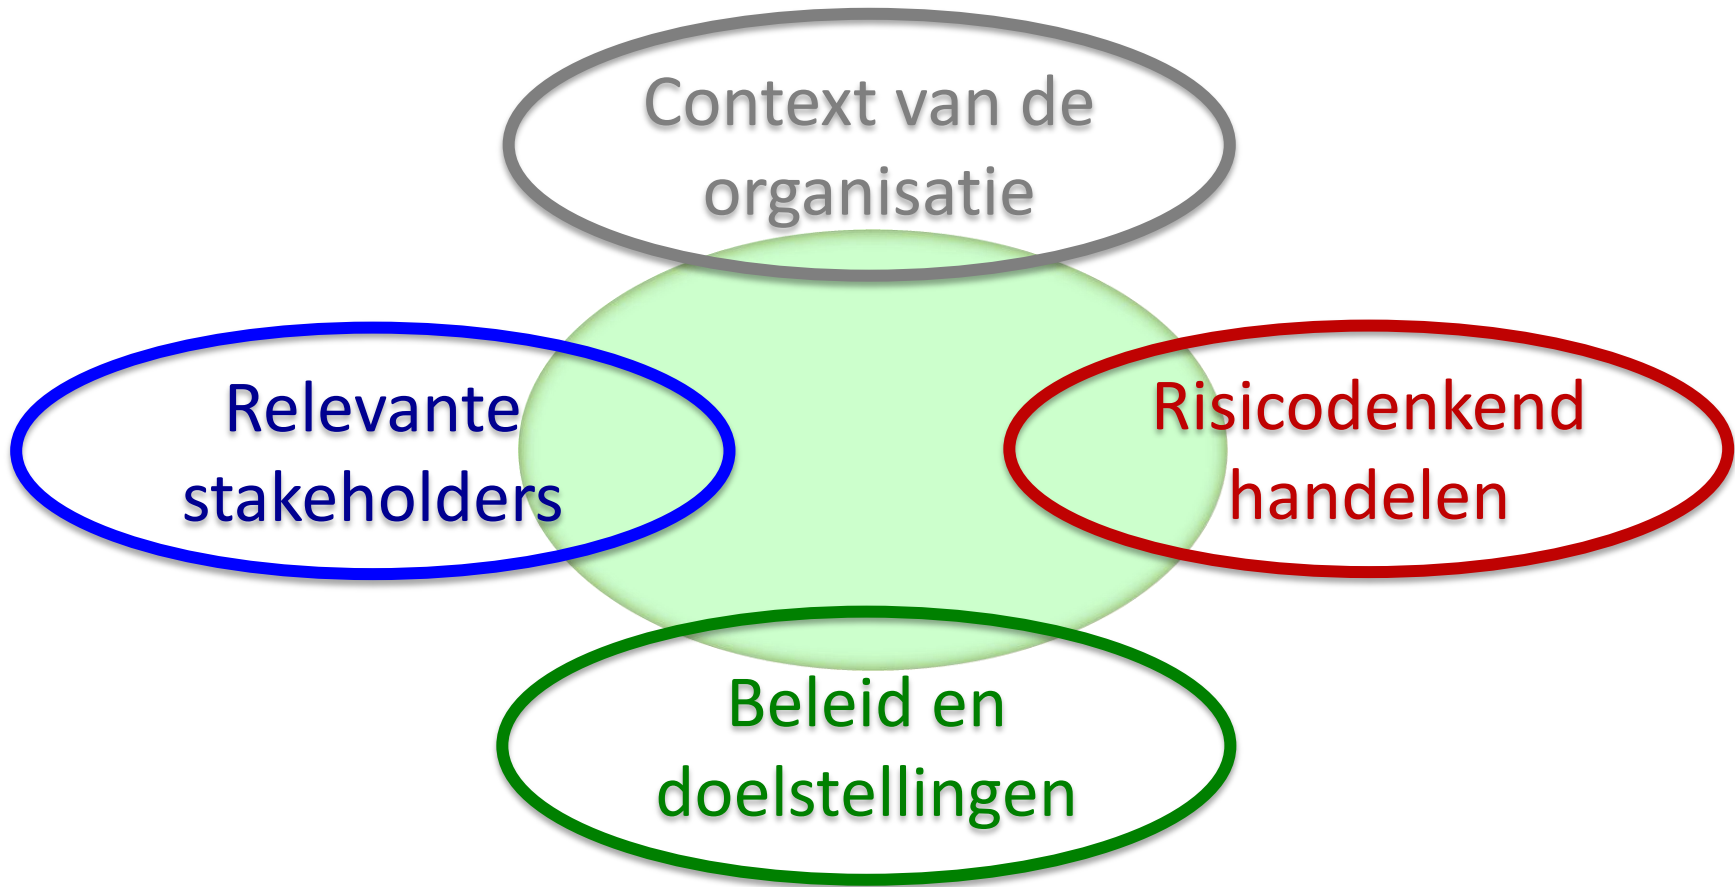 Context van de
organisatie
Relevante
stakeholders
Risicodenkend
handelen
Beleid en
doelstellingen